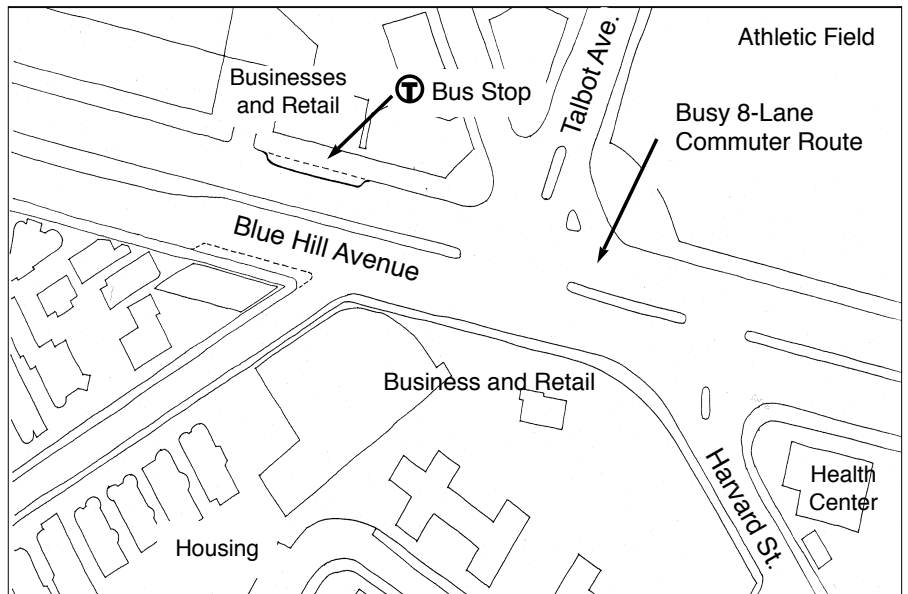 Athletic Field
Talbot Ave.
Businesses
and Retail
T Bus Stop
Busy 8-Lane
Commuter Route
Blue Hill Avenue
Business and Retail
Harvard St.
Health
Center
Housing